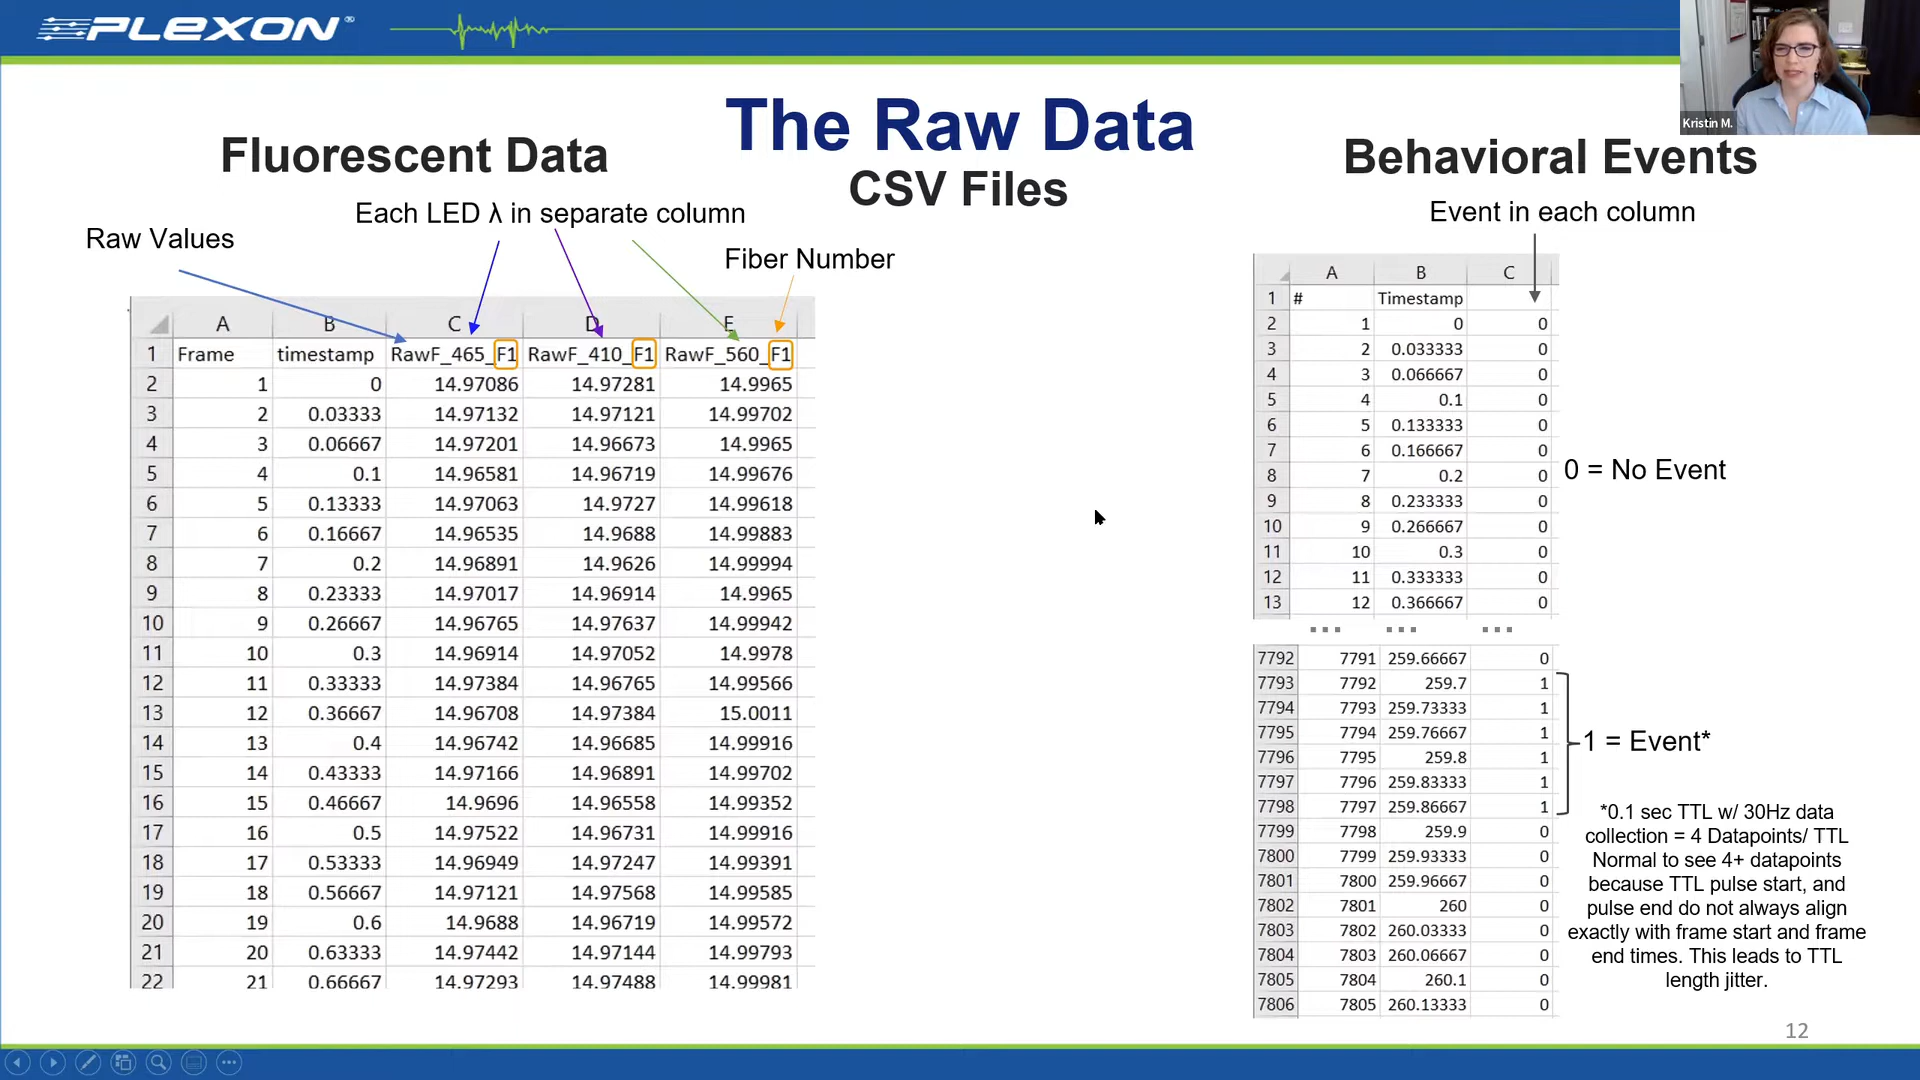 PLEXON®
Kristin M.
The Raw Data
CSV Files
Fluorescent Data
Each LED λ in separate column
Raw Values
Fiber Number
A B C D E
1 Frame timestamp RawF_465_F1 RawF_410_F1 RawF_560_F1
2 1 0 14.97086 14.97281 14.9965
3 2 0.03333 14.97132 14.97121 14.99702
4 3 0.06667 14.97201 14.96673 14.9965
5 4 0.1 14.96581 14.96719 14.99676
6 5 0.13333 14.97063 14.9727 14.99618
7 6 0.16667 14.96535 14.9688 14.99883
8 7 0.2 14.96891 14.9626 14.99994
9 8 0.23333 14.97017 14.96914 14.9965
10 9 0.26667 14.96765 14.97637 14.99942
11 10 0.3 14.96914 14.97052 14.9978
12 11 0.33333 14.97384 14.96765 14.99566
13 12 0.36667 14.96708 14.97384 15.0011
14 13 0.4 14.96742 14.96685 14.99916
15 14 0.43333 14.97166 14.96891 14.99702
16 15 0.46667 14.9696 14.96558 14.99352
17 16 0.5 14.97522 14.96731 14.99916
18 17 0.53333 14.96949 14.97247 14.99391
19 18 0.56667 14.97121 14.97568 14.99585
20 19 0.6 14.9688 14.96719 14.99572
21 20 0.63333 14.97442 14.97144 14.99793
22 21 0.66667 14.97293 14.97488 14.99981
Behavioral Events
Event in each column
A B C
1 # Timestamp
2 1 0 0
3 2 0.033333 0
4 3 0.066667 0
5 4 0.1 0
6 5 0.133333 0
7 6 0.166667 0
8 7 0.2 0
9 8 0.233333 0
10 9 0.266667 0
11 10 0.3 0
12 11 0.333333 0
13 12 0.366667 0
... ... ...
7792 7791 259.66667 0
7793 7792 259.7 1
7794 7793 259.73333 1
7795 7794 259.76667 1
7796 7795 259.8 1
7797 7796 259.83333 1
7798 7797 259.86667 1
7799 7798 259.9 0
7800 7799 259.93333 0
7801 7800 259.96667 0
7802 7801 260 0
7803 7802 260.03333 0
7804 7803 260.06667 0
7805 7804 260.1 0
7806 7805 260.13333 0
0 = No Event
1 = Event*
*0.1 sec TTL w/ 30Hz data
collection = 4 Datapoints/ TTL
Normal to see 4+ datapoints
because TTL pulse start, and
pulse end do not always align
exactly with frame start and frame
end times. This leads to TTL
length jitter.
12